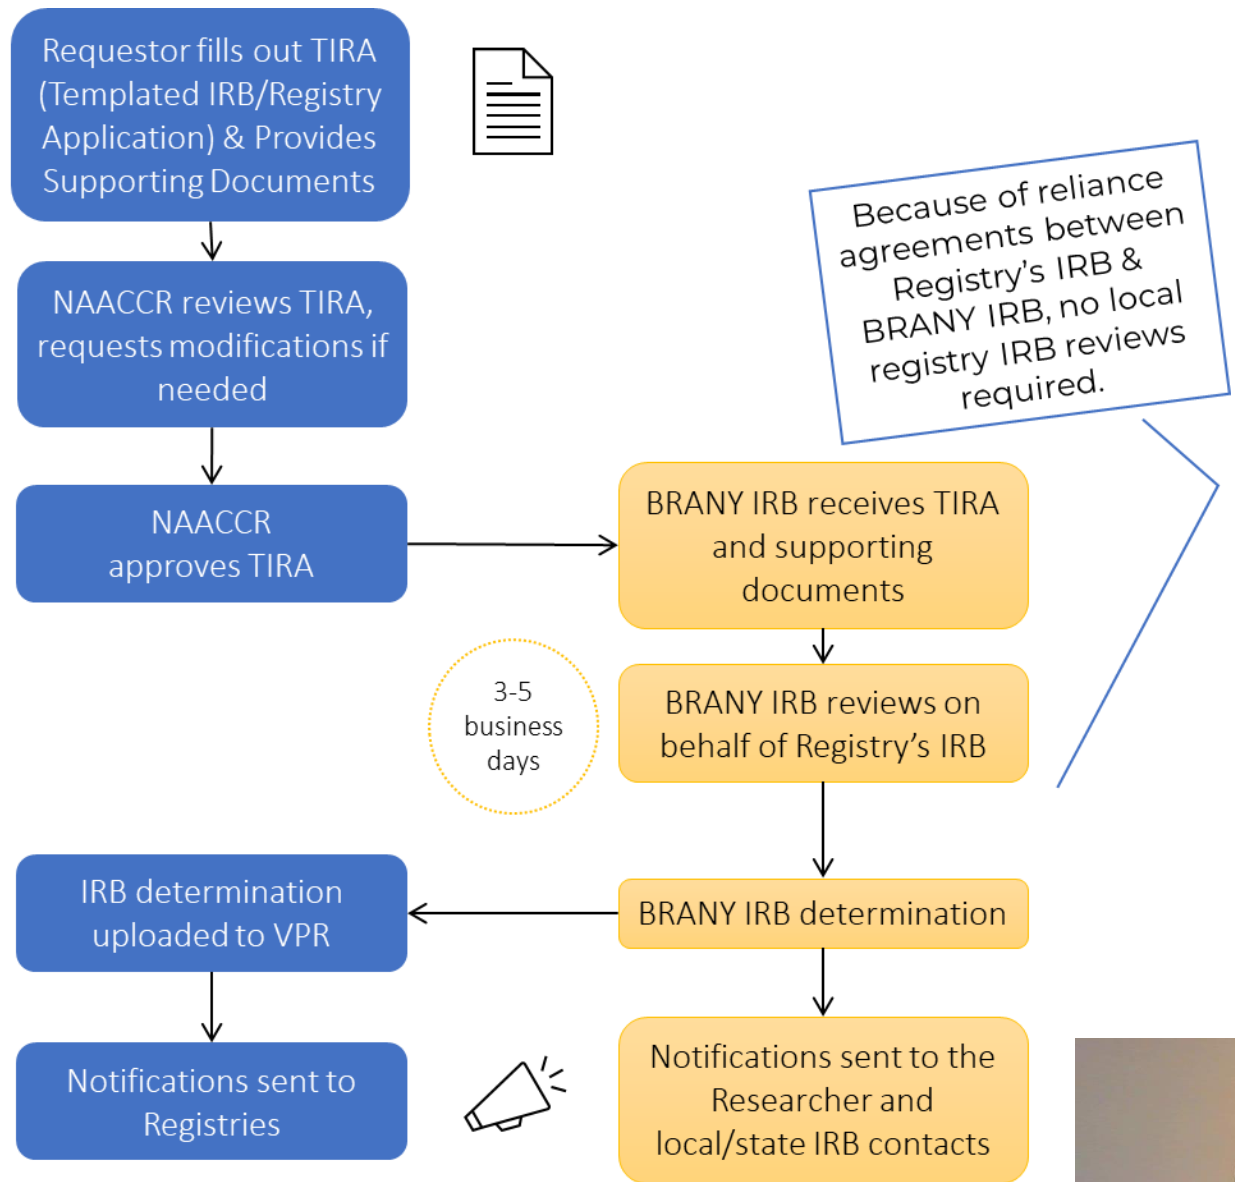 Requestor fills out TIRA
(Templated IRB/Registry
Application) & Provides
Supporting Documents
NAACCR reviews TIRA,
requests modifications if
needed
NAACCR
approves TIRA
Because of reliance
agreements between
Registry's IRB &
BRANY IRB, no local
registry IRB reviews
required.
BRANY IRB receives TIRA
and supporting
documents
3-5
business
days
BRANY IRB reviews on
behalf of Registry's IRB
BRANY IRB determination
IRB determination
uploaded to VPR
Notifications sent to
Registries
Notifications sent to the
Researcher and
local/state IRB contacts